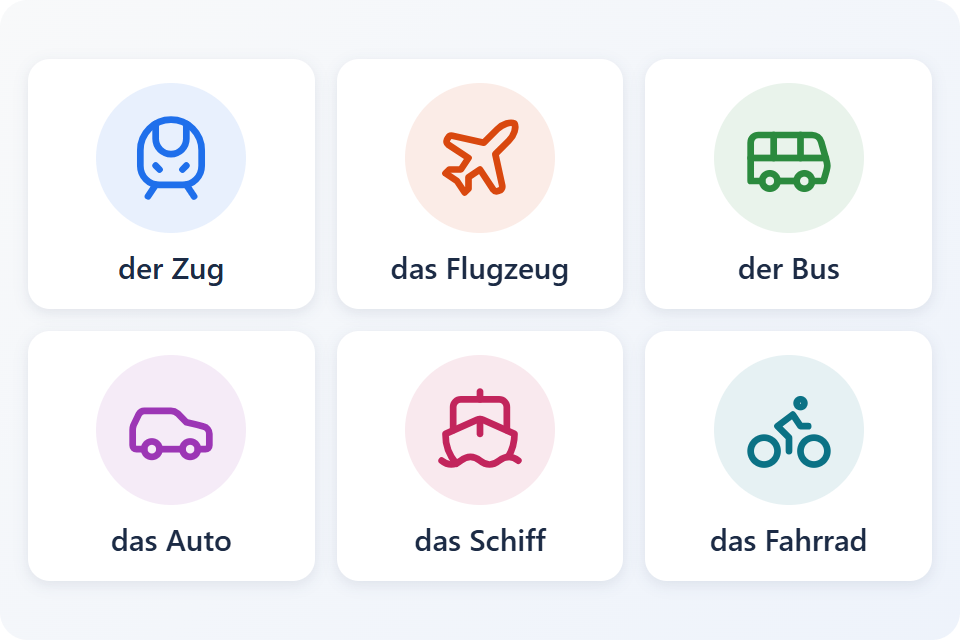 der Zug
das Flugzeug
der Bus
das Auto
das Schiff
das Fahrrad